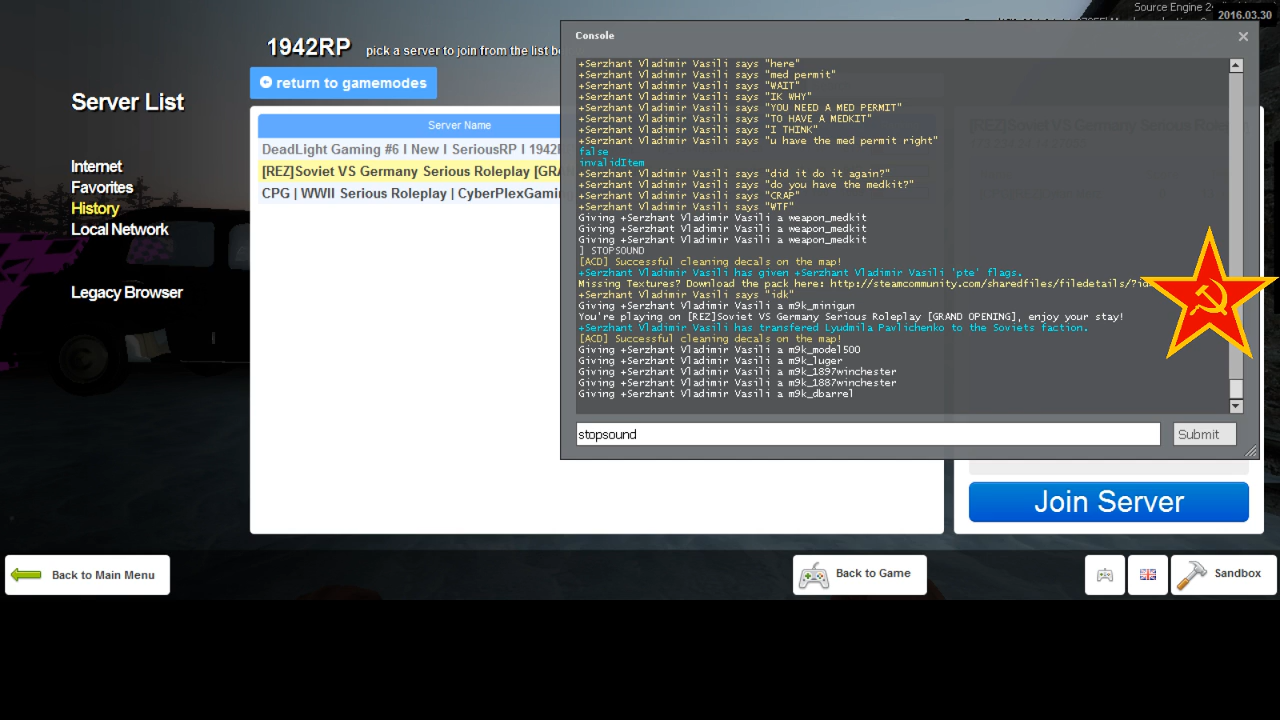 Source Engine 2
2016.03.30
1942RP pick a server to join from the list b
return to gamemodes
Server List
Internet
Favorites
History
Local Network
Legacy Browser
Server Name
DeadLight Gaming #6 I New I SeriousRP I 1942
[REZ]Soviet VS Germany Serious Roleplay [GRA
CPG | WWII Serious Roleplay | CyberPlexGami
Console
+Serzhant Vladimir Vasili says "here"
+Serzhant Vladimir Vasili says "med permit"
+Serzhant Vladimir Vasili says "WAIT"
+Serzhant Vladimir Vasili says "IK WHY"
+Serzhant Vladimir Vasili says "YOU NEED A MED PERMIT"
+Serzhant Vladimir Vasili says "TO HAVE A MEDKIT"
+Serzhant Vladimir Vasili says "I THINK"
+Serzhant Vladimir Vasili says "u have the med permit right"
false
invalidItem
+Serzhant Vladimir Vasili says "did it do it again?"
+Serzhant Vladimir Vasili says "do you have the medkit?"
+Serzhant Vladimir Vasili says "CRAP"
+Serzhant Vladimir Vasili says "WTF"
Giving +Serzhant Vladimir Vasili a weapon_medkit
Giving +Serzhant Vladimir Vasili a weapon_medkit
Giving +Serzhant Vladimir Vasili a weapon_medkit
] STOPSOUND
[ACD] Successful cleaning decals on the map!
+Serzhant Vladimir Vasili has given +Serzhant Vladimir Vasili 'pte' flags.
Missing Textures? Download the pack here: http://steamcommunity.com/sharedfiles/filedetails/?id
+Serzhant Vladimir Vasili says "idk"
Giving +Serzhant Vladimir Vasili a m9k_minigun
You're playing on [REZ]Soviet VS Germany Serious Roleplay [GRAND OPENING], enjoy your stay!
+Serzhant Vladimir Vasili has transfered Lyudmila Pavlichenko to the Soviets faction.
[ACD] Successful cleaning decals on the map!
Giving +Serzhant Vladimir Vasili a m9k_model500
Giving +Serzhant Vladimir Vasili a m9k_luger
Giving +Serzhant Vladimir Vasili a m9k_1897winchester
Giving +Serzhant Vladimir Vasili a m9k_1887winchester
Giving +Serzhant Vladimir Vasili a m9k_dbarrel
stopsound
Submit
Join Server
Back to Main Menu
Back to Game
Sandbox